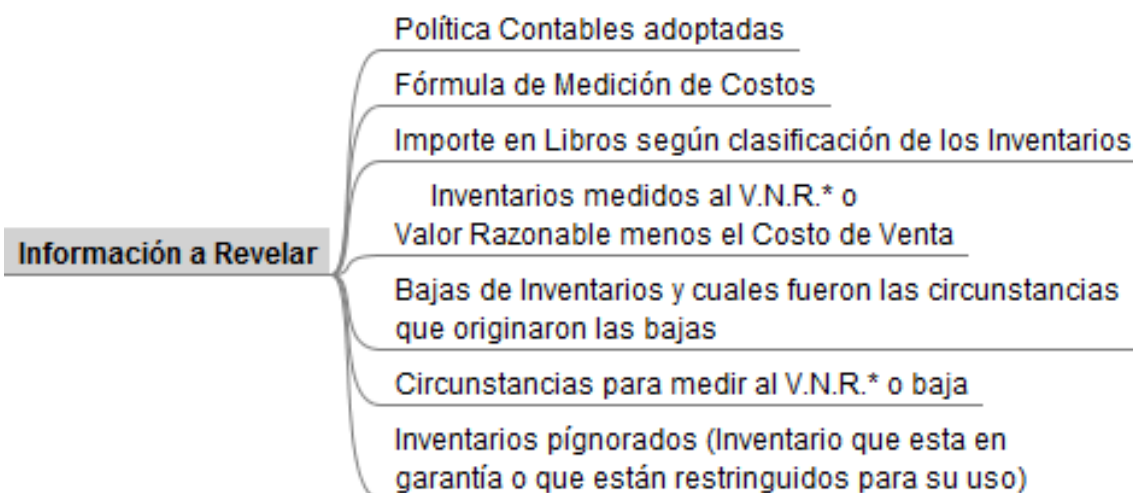 Política Contables adoptadas
Fórmula de Medición de Costos
Importe en Libros según clasificación de los Inventarios
Inventarios medidos al V.N.R.* o
Valor Razonable menos el Costo de Venta
Información a Revelar
Bajas de Inventarios y cuales fueron las circunstancias
que originaron las bajas
Circunstancias para medir al V.N.R.* o baja
Inventarios pígnorados (Inventario que esta en
garantía o que están restringuidos para su uso)